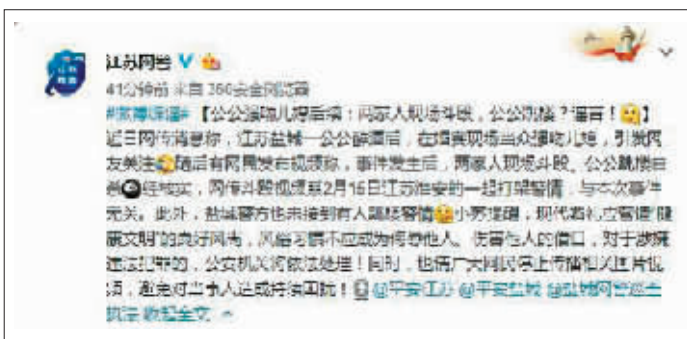 江苏网警
41分钟前 来自 360安全浏览器
#微博辟谣# 【公公强吻儿媳后续：两家人现场斗殴，公公跳楼？谣言！】
近日网传消息称，江苏盐城一公公醉酒后，在婚宴现场当众强吻儿媳，引发网
友关注 随后有网民发布视频称，事件发生后，两家人现场斗殴、公公跳楼自
杀 经核实，网传斗殴视频系2月16日江苏淮安的一起打架警情，与本次事件
无关。此外，盐城警方也未接到有人跳楼警情 小苏提醒，现代婚礼应管谨"健
康文明"的良好风尚，风俗习惯不应成为侮辱他人、伤害他人的借口，对于涉嫌
违法犯罪的，公安机关将依法处理！同时，也请广大网民停止传播相关图片视
频，避免对当事人造成持续困扰！ @平安江苏 @平安盐城 @盐城网警巡查
执法 收起全文